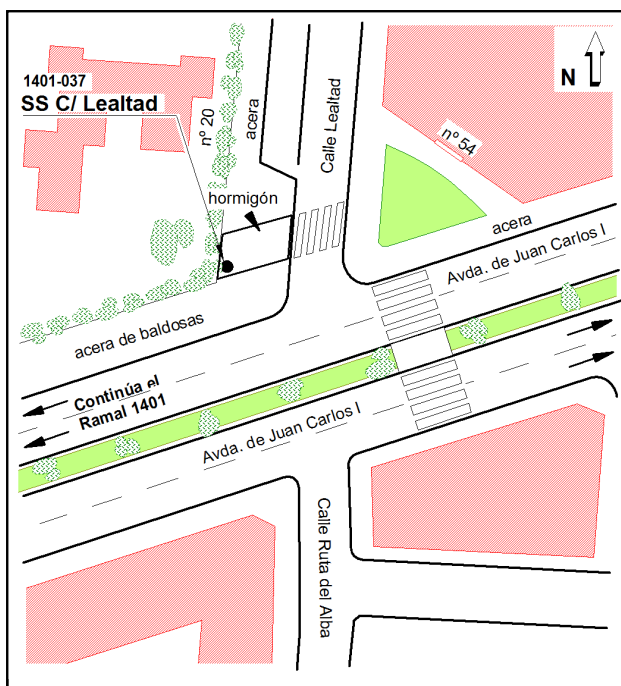 1401-037
SS C/ Lealtad
nº 20
acera
Calle Lealtad
N
nº 54
hormigón
acera
Avda. de Juan Carlos I
acera de baldosas
Continúa el
Ramal 1401
Avda. de Juan Carlos I
Calle Ruta del Alba